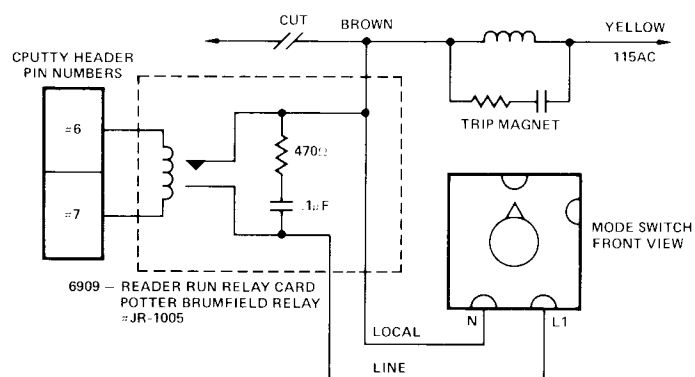 CUT
BROWN
YELLOW
115AC
CPUTTY HEADER
PIN NUMBERS
TRIP MAGNET
#6
470Ω
.1µF
#7
MODE SWITCH
FRONT VIEW
6909 – READER RUN RELAY CARD
POTTER BRUMFIELD RELAY
#JR-1005
N
L1
LOCAL
LINE